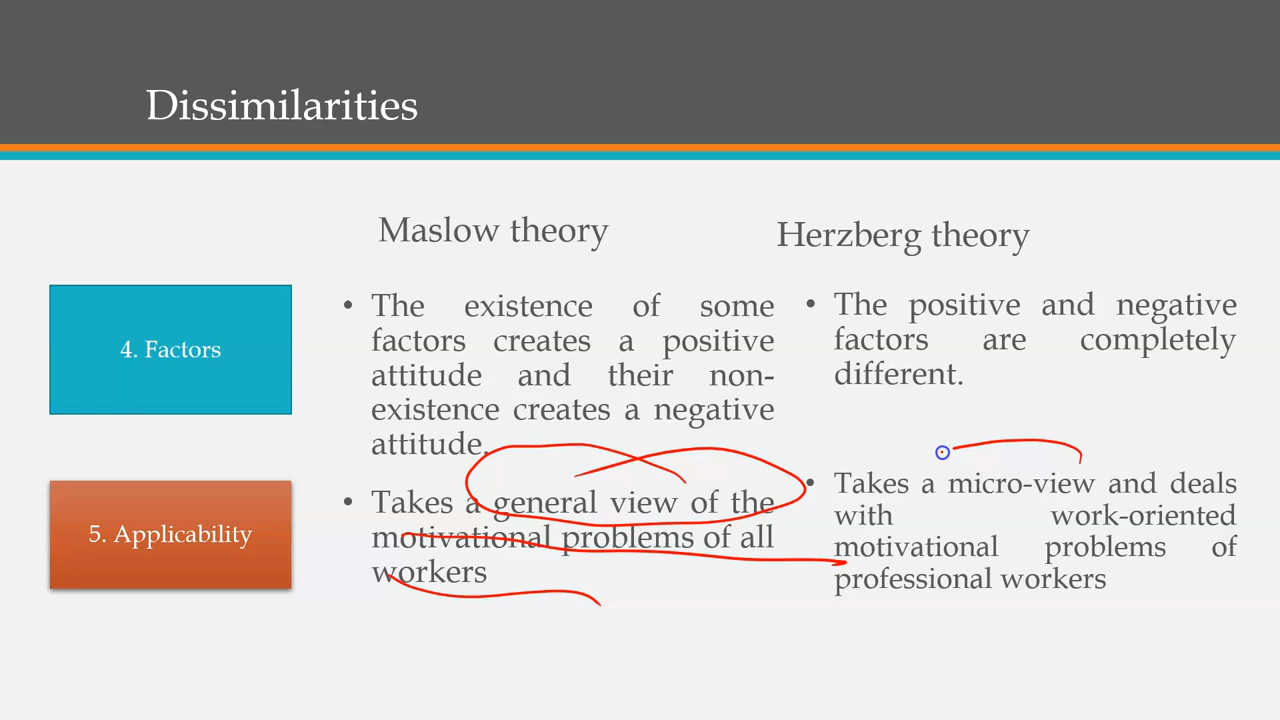 Dissimilarities
Maslow theory
Herzberg theory
4. Factors
• The existence of some
factors creates a positive
attitude and their non-
existence creates a negative
attitude.
• The positive and negative
factors are completely
different.
5. Applicability
• Takes a general view of the
motivational problems of all
workers
• Takes a micro-view and deals
with work-oriented
motivational problems of
professional workers